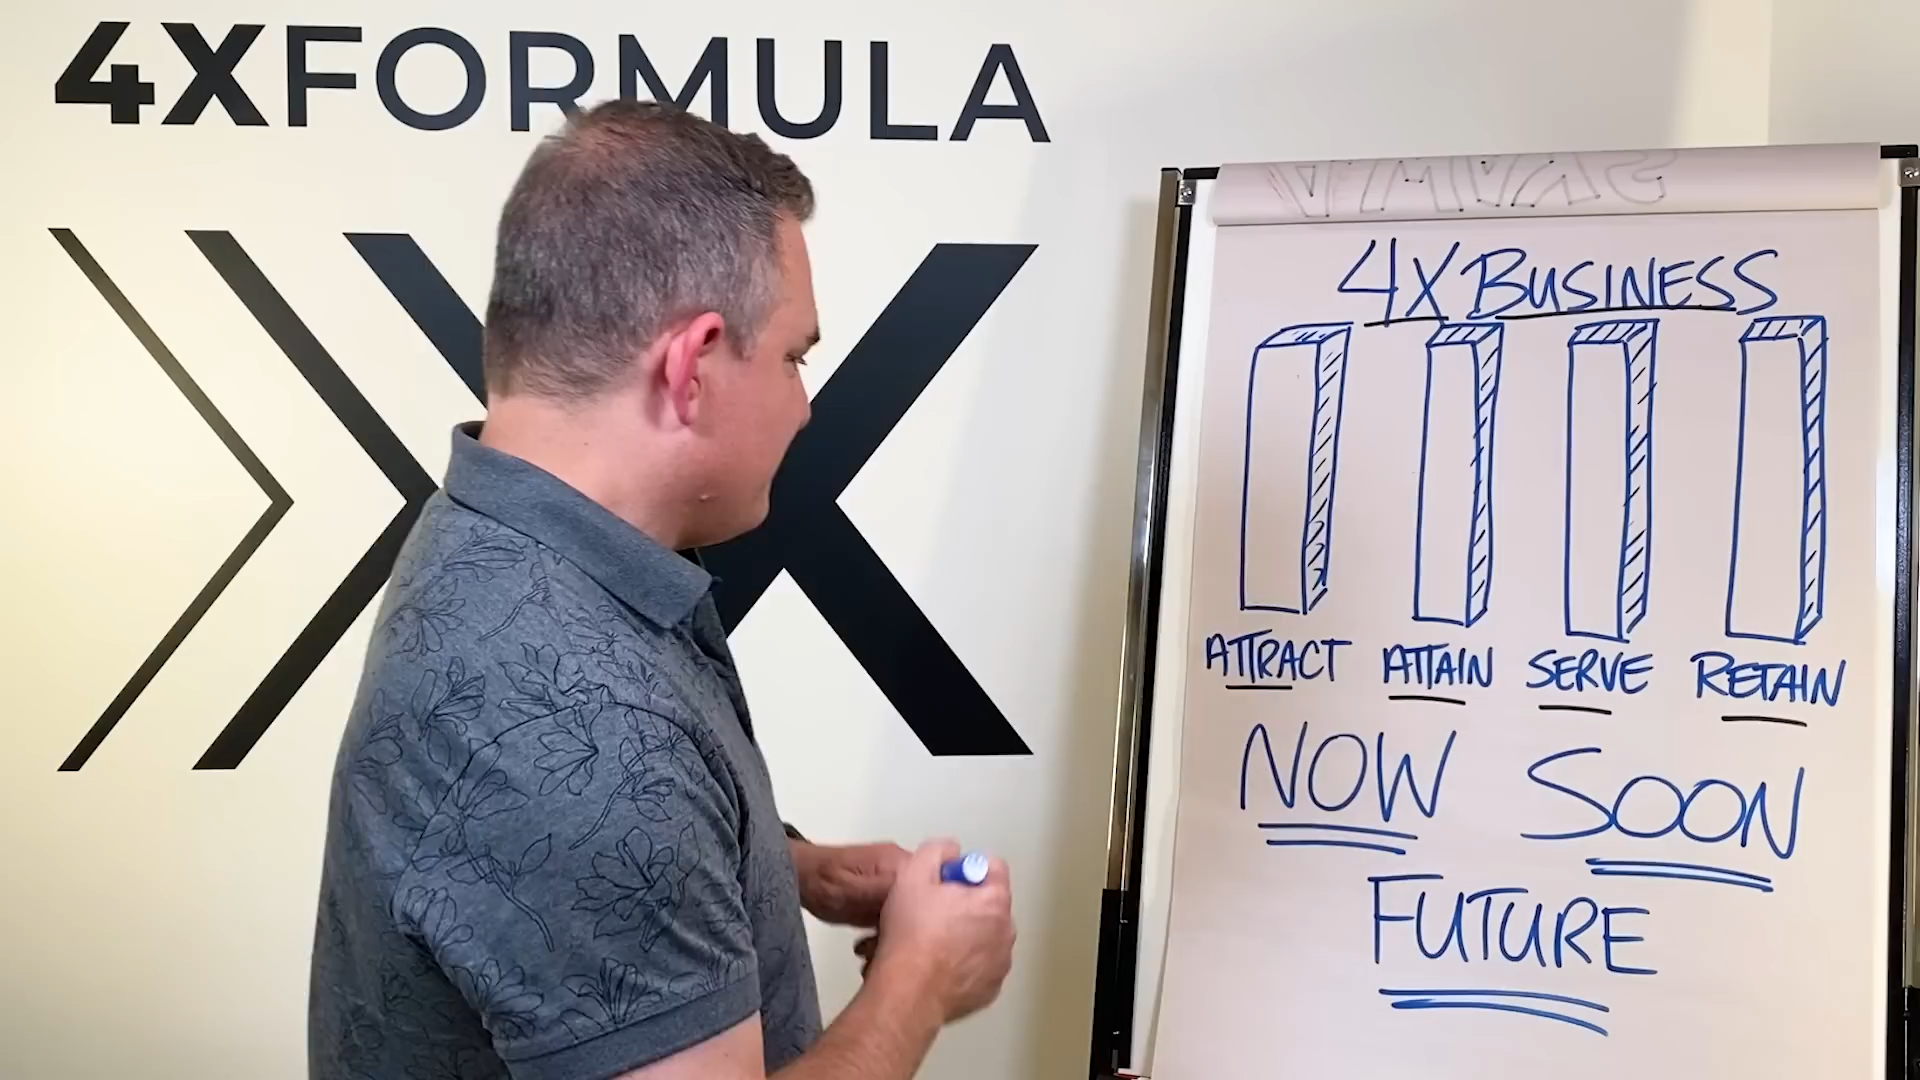 4XFORMULA
4X BUSINESS
ATTRACT ATTAIN SERVE RETAIN
NOW SOON
FUTURE